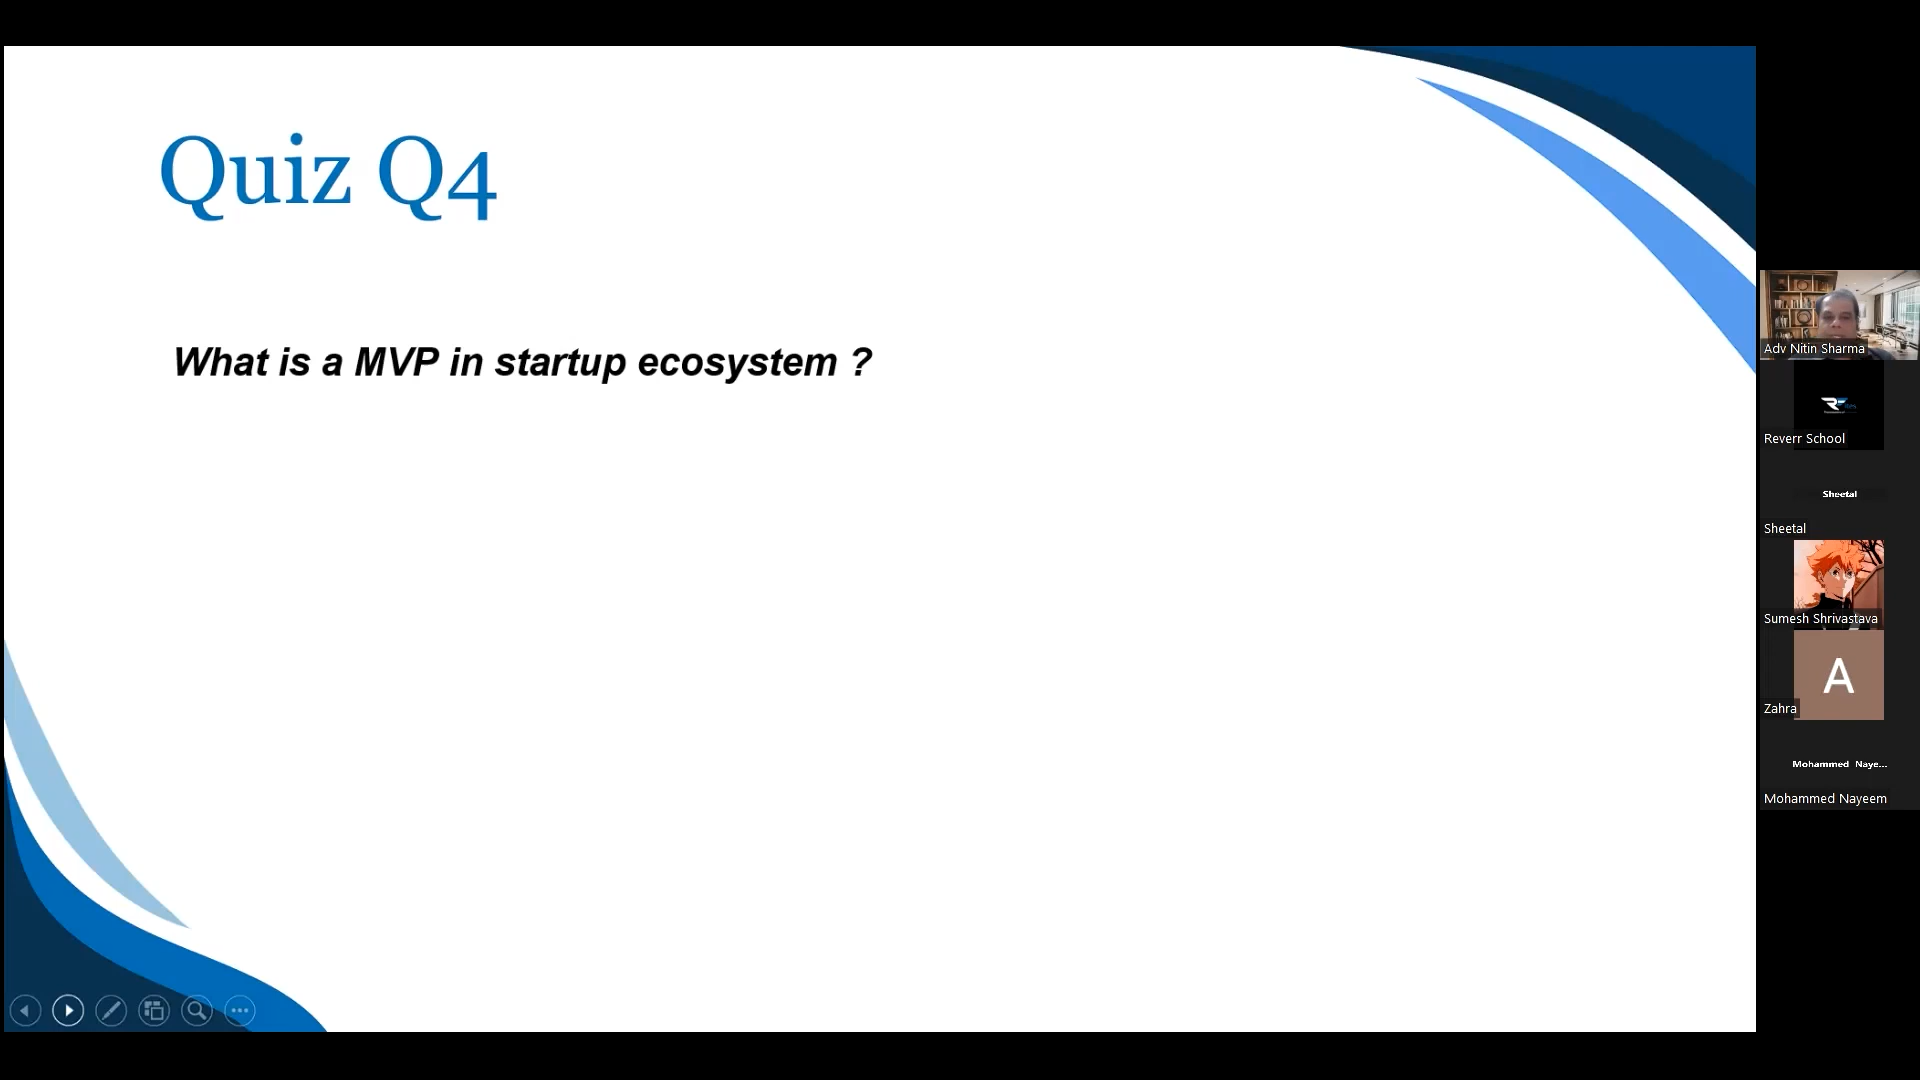 Quiz Q4
What is a MVP in startup ecosystem ?
Adv Nitin Sharma
Reverr School
Sheetal
Sheetal
Sumesh Shrivastava
A
Zahra
Mohammed Naye...
Mohammed Nayeem